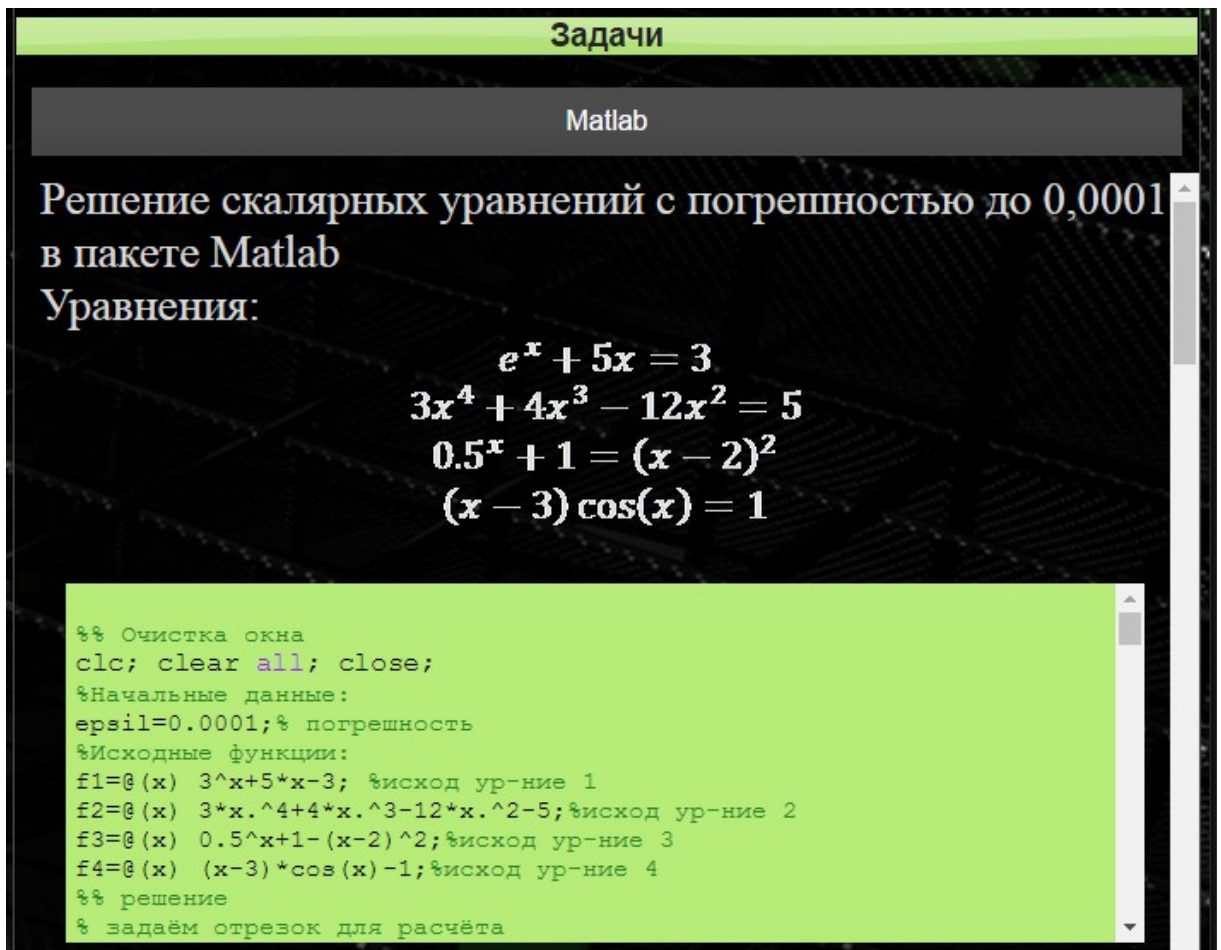 Задачи
Matlab
Решение скалярных уравнений с погрешностью до 0,0001
в пакете Matlab
Уравнения:
e^x + 5x = 3
3x^4 + 4x^3 − 12x^2 = 5
0.5^x + 1 = (x − 2)^2
(x − 3) cos(x) = 1
%% Очистка окна
clc; clear all; close;
%Начальные данные:
epsil=0.0001;% погрешность
%Исходные функции:
f1=@(x) 3^x+5*x-3; %исход ур-ние 1
f2=@(x) 3*x.^4+4*x.^3-12*x.^2-5;%исход ур-ние 2
f3=@(x) 0.5^x+1-(x-2)^2;%исход ур-ние 3
f4=@(x) (x-3)*cos(x)-1;%исход ур-ние 4
%% решение
% задаём отрезок для расчёта